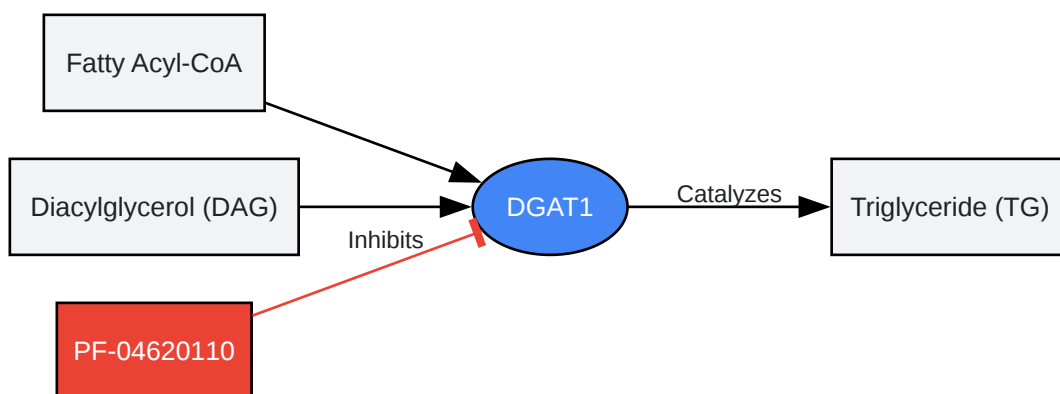 Fatty Acyl-CoA
Diacylglycerol (DAG)
DGAT1
Catalyzes
Triglyceride (TG)
Inhibits
PF-04620110